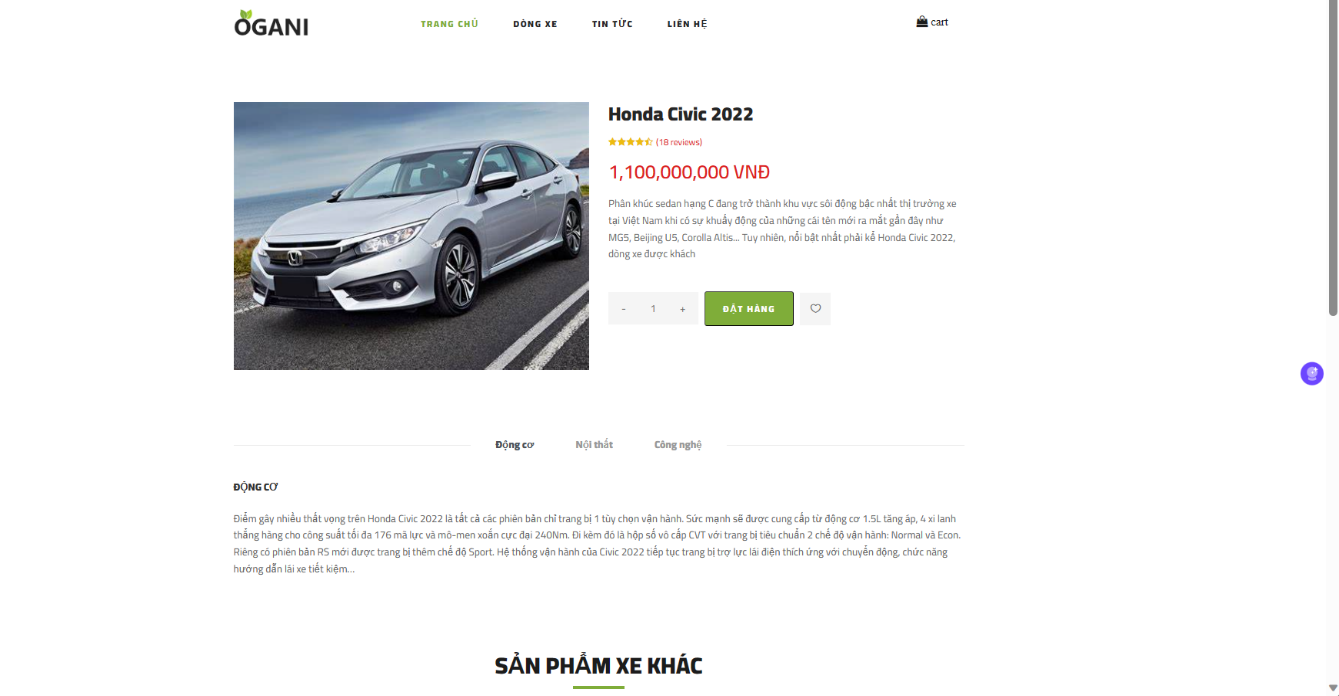 OGANI
TRANG CHỦ
DÒNG XE
TIN TỨC
LIÊN HỆ
cart
Honda Civic 2022
(18 reviews)
1,100,000,000 VNĐ
Phân khúc sedan hạng C đang trở thành khu vực sôi động bậc nhất thị trường xe
tại Việt Nam khi có sự khuấy động của những cái tên mới ra mắt gần đây như
MG5, Beijing U5, Corolla Altis... Tuy nhiên, nổi bật nhất phải kể Honda Civic 2022,
dòng xe được khách
- 1 +
ĐẶT HÀNG
Động cơ
Nội thất
Công nghệ
ĐỘNG CƠ
Điểm gây nhiều thất vọng trên Honda Civic 2022 là tất cả các phiên bản chỉ trang bị 1 tùy chọn vận hành. Sức mạnh sẽ được cung cấp từ động cơ 1.5L tăng áp, 4 xi lanh
thẳng hàng cho công suất tối đa 176 mã lực và mô-men xoắn cực đại 240Nm. Đi kèm đó là hộp số vô cấp CVT với trang bị tiêu chuẩn 2 chế độ vận hành: Normal và Econ.
Riêng có phiên bản RS mới được trang bị thêm chế độ Sport. Hệ thống vận hành của Civic 2022 tiếp tục trang bị trợ lực lái điện thích ứng với chuyển động, chức năng
hướng dẫn lái xe tiết kiệm...
SẢN PHẨM XE KHÁC